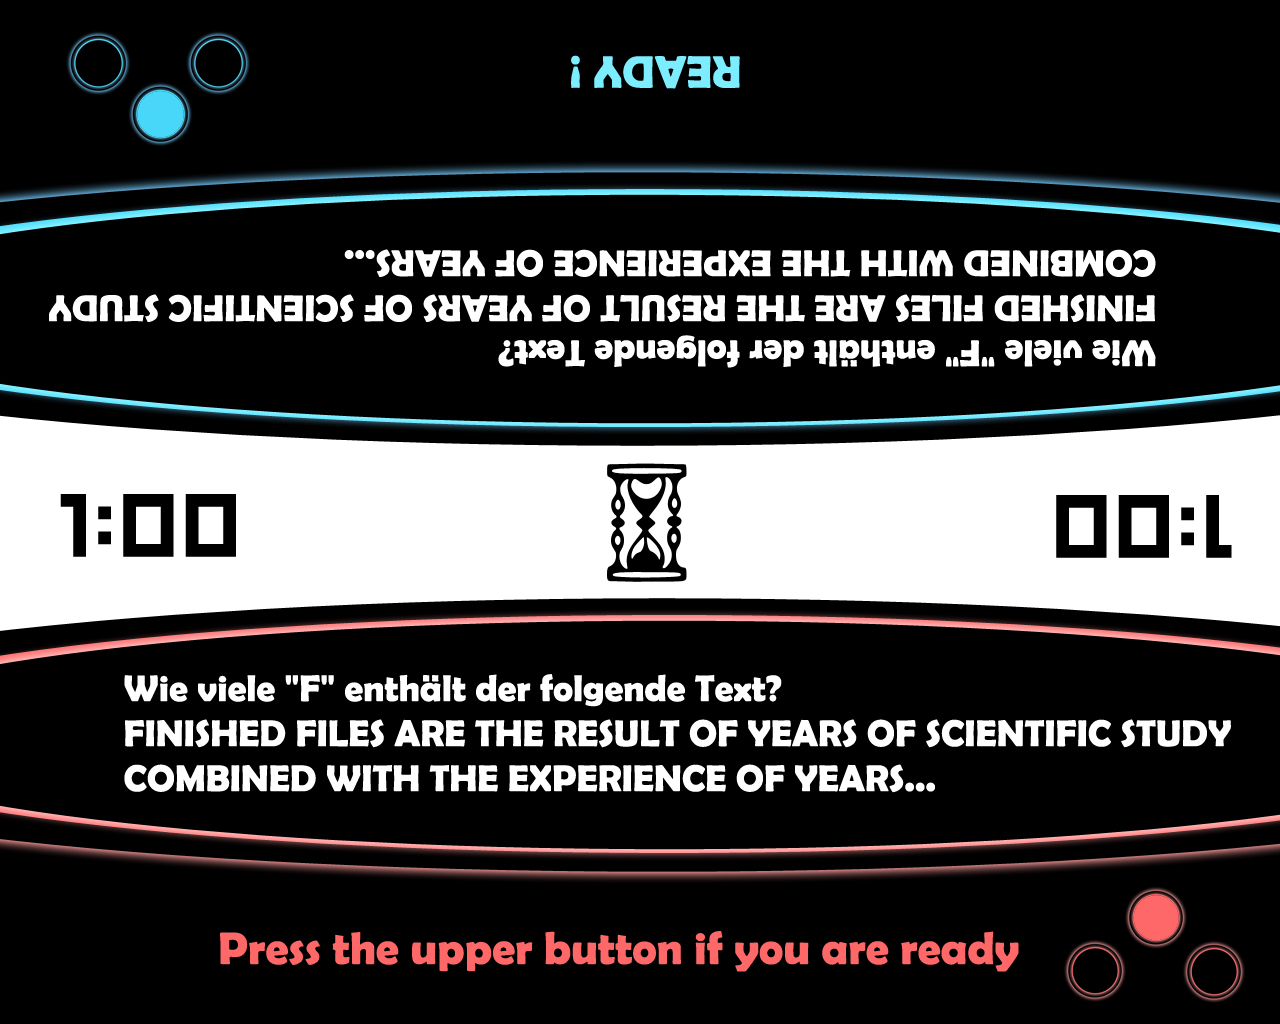 READY !
Wie viele "F" enthält der folgende Text?
FINISHED FILES ARE THE RESULT OF YEARS OF SCIENTIFIC STUDY
COMBINED WITH THE EXPERIENCE OF YEARS...
1:00
1:00
Wie viele "F" enthält der folgende Text?
FINISHED FILES ARE THE RESULT OF YEARS OF SCIENTIFIC STUDY
COMBINED WITH THE EXPERIENCE OF YEARS...
Press the upper button if you are ready